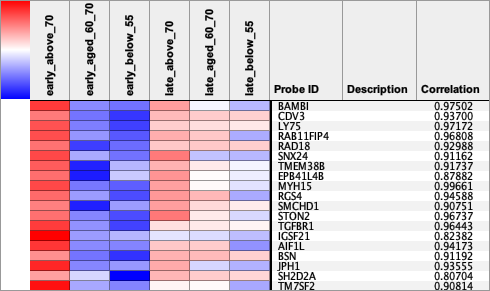 early_above_70
early_aged_60_70
early_below_55
late_above_70
late_aged_60_70
late_below_55
Probe ID Description Correlation
BAMBI 0.97502
CDV3 0.93700
LY75 0.97172
RAB11FIP4 0.96808
RAD18 0.92988
SNX24 0.91162
TMEM38B 0.91737
EPB41L4B 0.87882
MYH15 0.99661
RGS4 0.94588
SMCHD1 0.90751
STON2 0.96737
TGFBR1 0.96443
IGSF21 0.82382
AIF1L 0.94173
BSN 0.91192
JPH1 0.93555
SH2D2A 0.80704
TM7SF2 0.90814